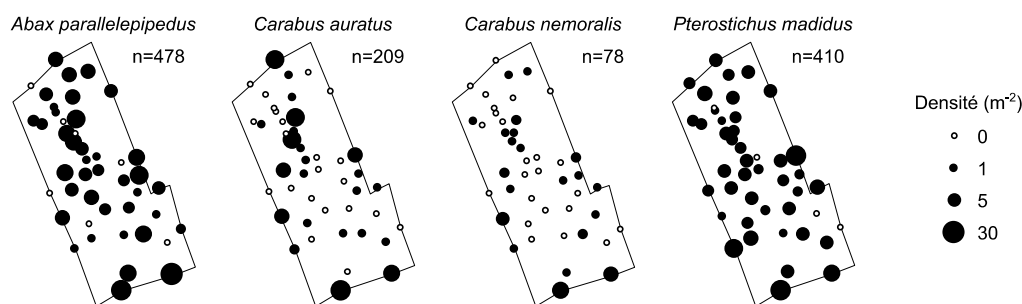 Abax parallelepipedus
n=478
Carabus auratus
n=209
Carabus nemoralis
n=78
Pterostichus madidus
n=410
Densité (m-²)
0
1
5
30